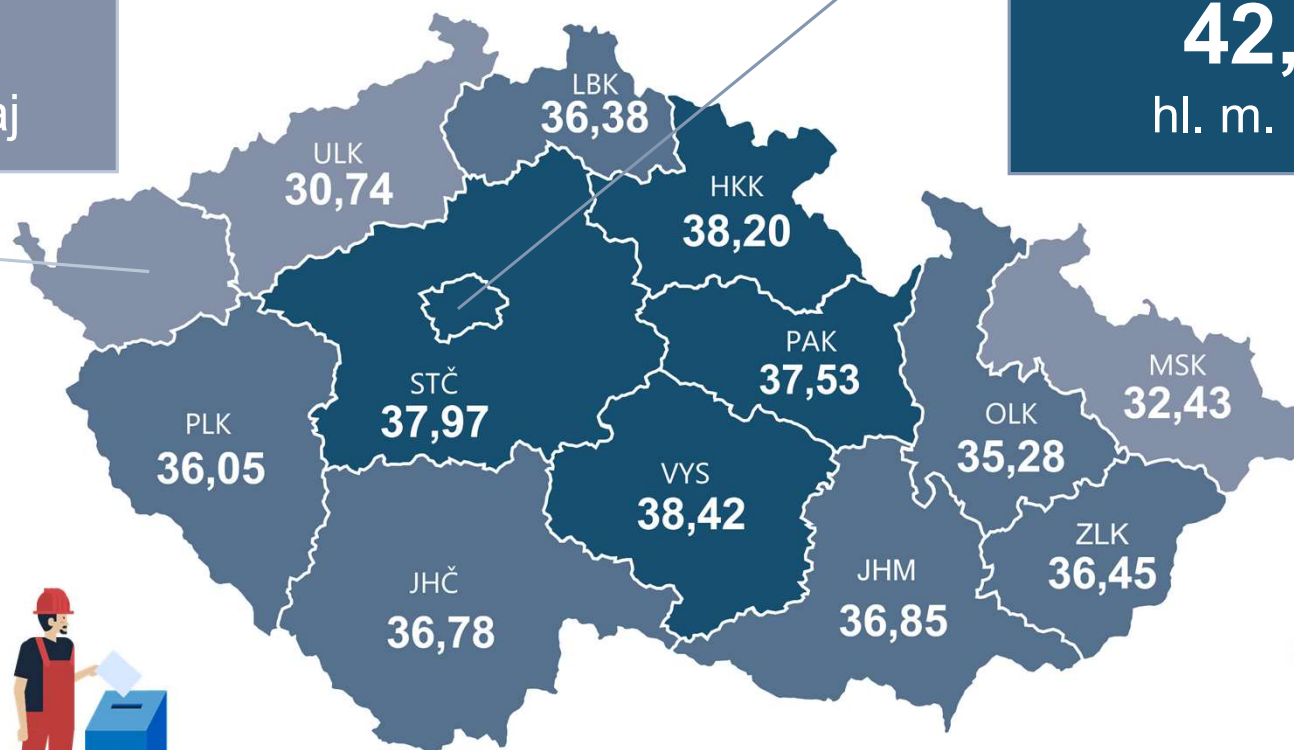 42,
hl. m.
LBK
36,38
ULK
30,74
HKK
38,20
PAK
37,53
MSK
32,43
STČ
37,97
OLK
35,28
PLK
36,05
VYS
38,42
ZLK
36,45
JHČ
36,78
JHM
36,85